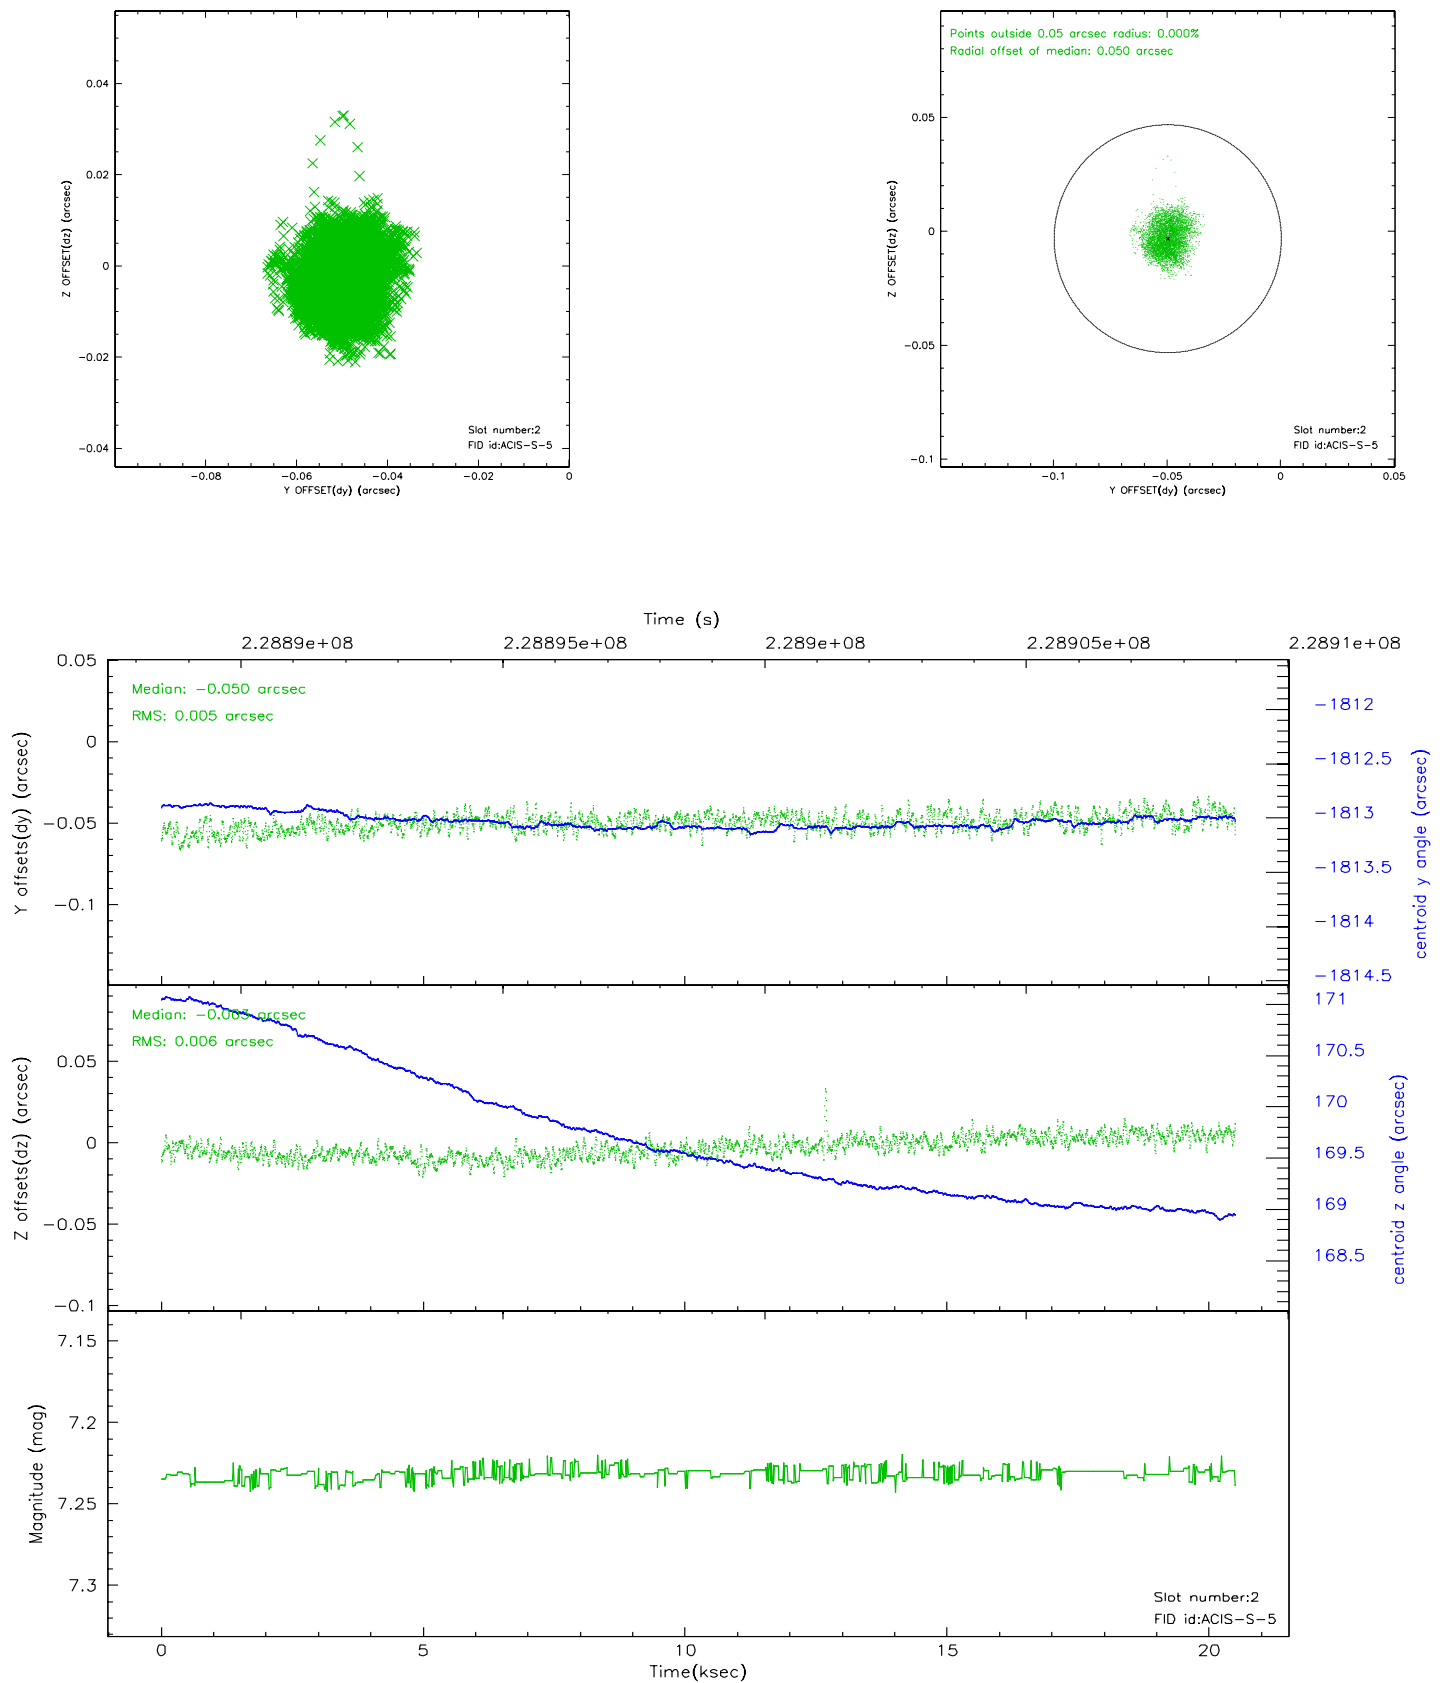 0.04
0.02
0
-0.02
-0.04
Z OFFSET(dz) (arcsec)
Slot number:2
FID id:ACIS-S-5
-0.08 -0.06 -0.04 -0.02 0
Y OFFSET(dy) (arcsec)
Points outside 0.05 arcsec radius: 0.000%
Radial offset of median: 0.050 arcsec
0.05
0
-0.05
-0.1
Z OFFSET(dz) (arcsec)
Slot number:2
FID id:ACIS-S-5
-0.1 -0.05 0 0.05
Y OFFSET(dy) (arcsec)
Time (s)
2.2889e+08 2.28895e+08 2.289e+08 2.28905e+08 2.2891e+08
0.05
0
-0.05
-0.1
Y offsets(dy) (arcsec)
Median: -0.050 arcsec
RMS: 0.005 arcsec
-1812
-1812.5
-1813
-1813.5
-1814
-1814.5
centroid y angle (arcsec)
0.05
0
-0.05
-0.1
Z offsets(dz) (arcsec)
Median: arcsec
RMS: 0.006 arcsec
171
170.5
170
169.5
169
168.5
centroid z angle (arcsec)
7.15
7.2
7.25
7.3
Magnitude (mag)
Slot number:2
FID id:ACIS-S-5
0 5 10 15 20
Time(ksec)